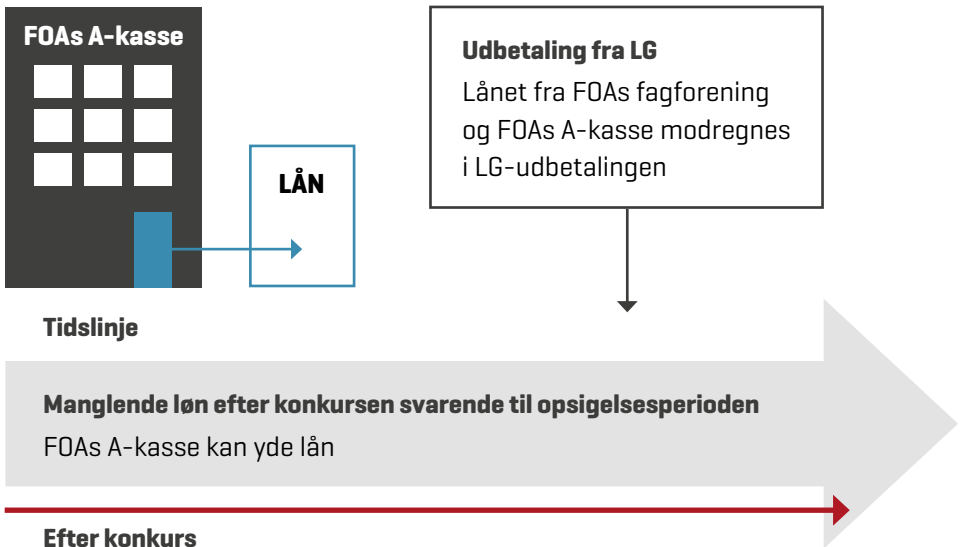 FOAs A-kasse
LÅN
Udbetaling fra LG
Lånet fra FOAs fagforening
og FOAs A-kasse modregnes
i LG-udbetalingen
Tidslinje
Manglende løn efter konkursen svarende til opsigelsesperioden
FOAs A-kasse kan yde lån
Efter konkurs